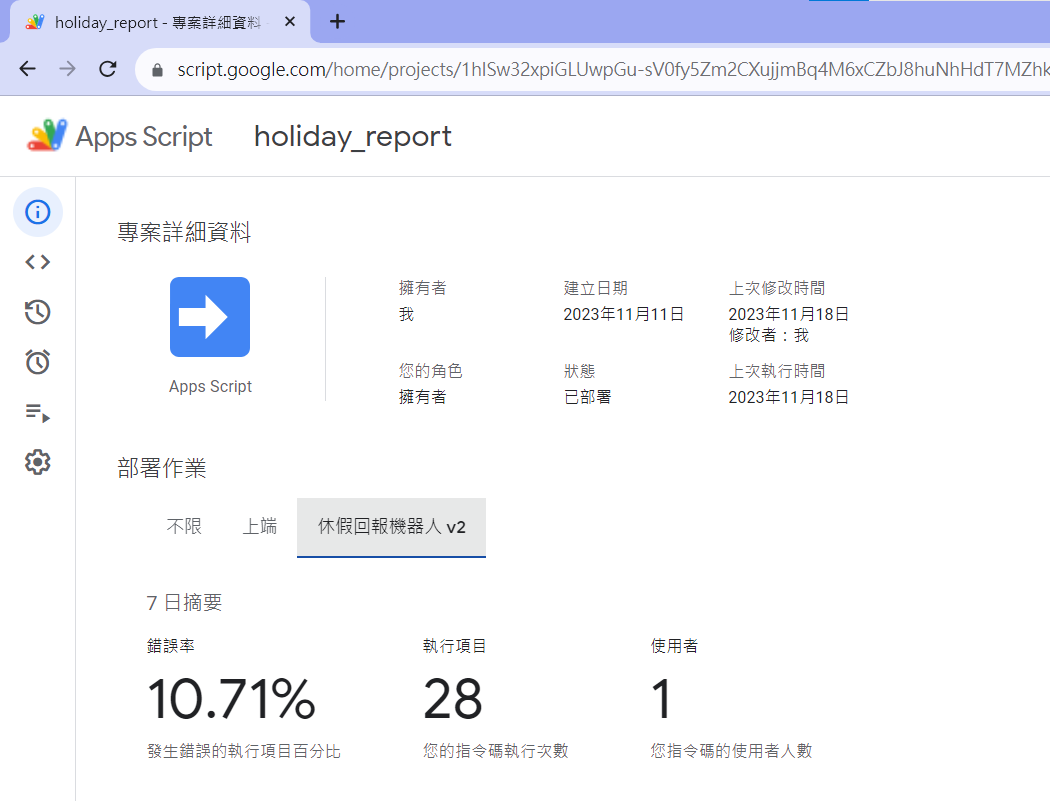 holiday_report - 專案詳細資料 -
script.google.com/home/projects/1hISw32xpiGLUwpGu-sV0fy5Zm2CXujjmBq4M6xCZbJ8huNhHdT7MZhk
Apps Script holiday_report
專案詳細資料
擁有者 建立日期 上次修改時間
我 2023年11月11日 2023年11月18日
修改者：我
您的角色 狀態 上次執行時間
Apps Script 擁有者 已部署 2023年11月18日
部署作業
不限 上端 休假回報機器人 v2
7 日摘要
錯誤率 執行項目 使用者
10.71% 28 1
發生錯誤的執行項目百分比 您的指令碼執行次數 您指令碼的使用者人數